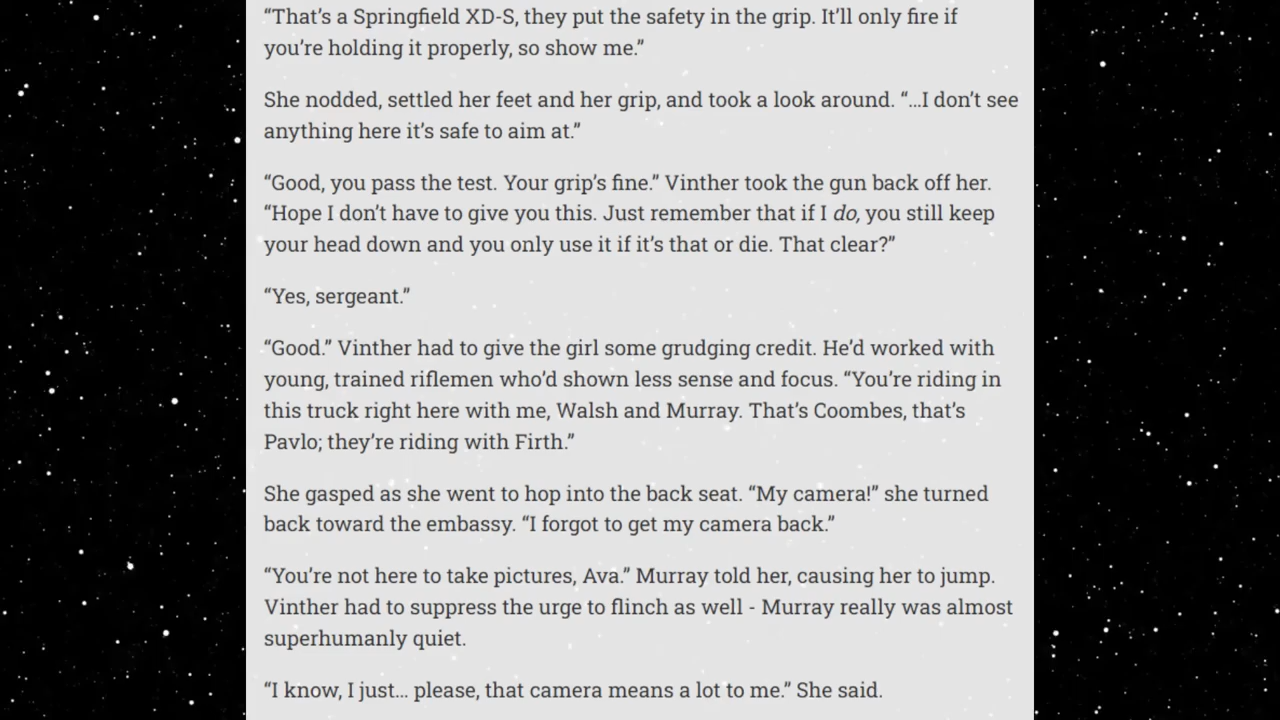 “That’s a Springfield XD-S, they put the safety in the grip. It’ll only fire if
you’re holding it properly, so show me.”
She nodded, settled her feet and her grip, and took a look around. “…I don’t see
anything here it’s safe to aim at.”
“Good, you pass the test. Your grip’s fine.” Vinther took the gun back off her.
“Hope I don’t have to give you this. Just remember that if I do, you still keep
your head down and you only use it if it’s that or die. That clear?”
“Yes, sergeant.”
“Good.” Vinther had to give the girl some grudging credit. He’d worked with
young, trained riflemen who’d shown less sense and focus. “You’re riding in
this truck right here with me, Walsh and Murray. That’s Coombes, that’s
Pavlo; they’re riding with Firth.”
She gasped as she went to hop into the back seat. “My camera!” she turned
back toward the embassy. “I forgot to get my camera back.”
“You’re not here to take pictures, Ava.” Murray told her, causing her to jump.
Vinther had to suppress the urge to flinch as well - Murray really was almost
superhumanly quiet.
“I know, I just… please, that camera means a lot to me.” She said.